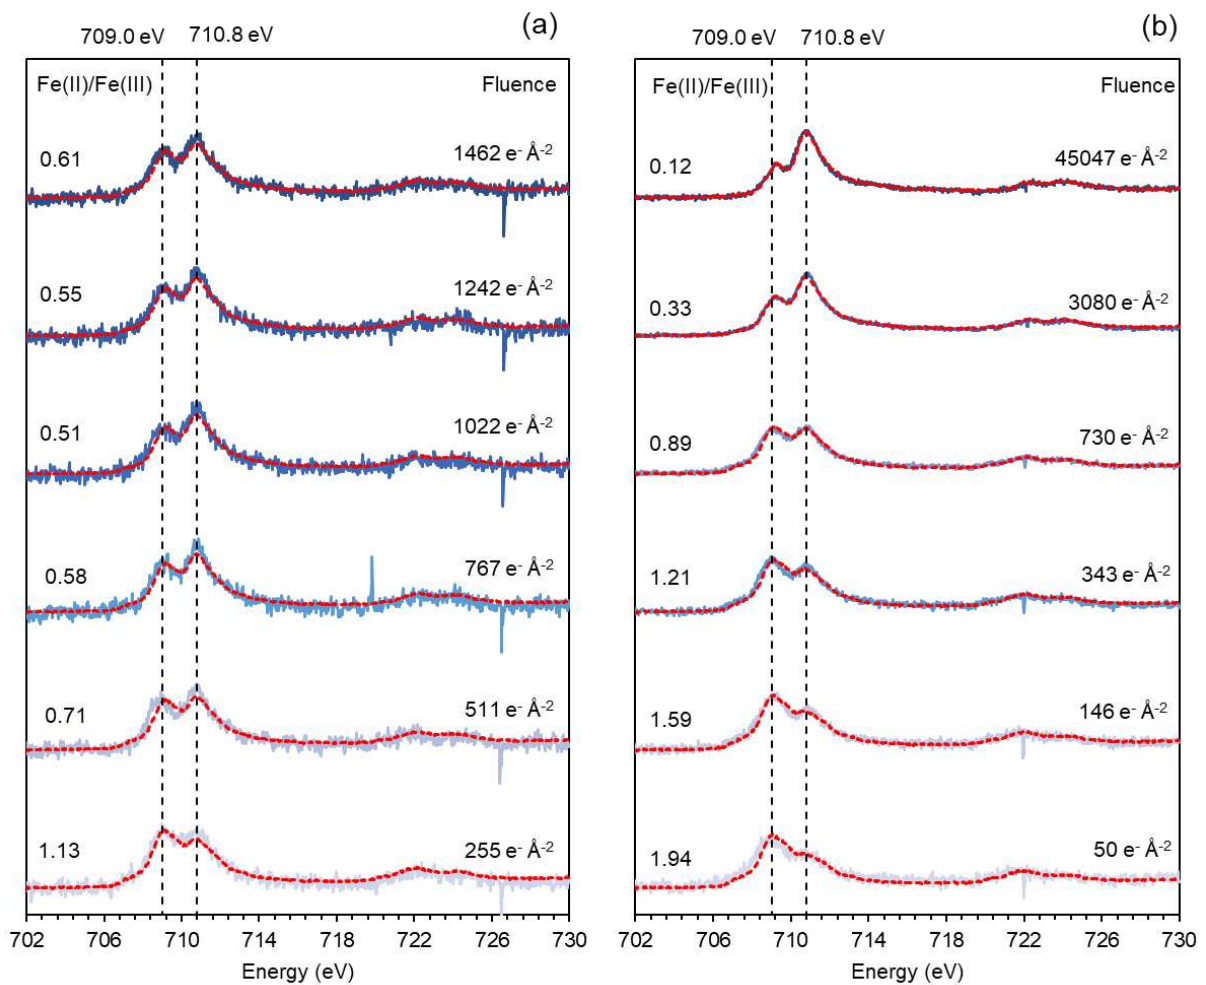 (a)
709.0 eV 710.8 eV
Fe(II)/Fe(III) Fluence
0.61 1462 e⁻ Å⁻²
0.55 1242 e⁻ Å⁻²
0.51 1022 e⁻ Å⁻²
0.58 767 e⁻ Å⁻²
0.71 511 e⁻ Å⁻²
1.13 255 e⁻ Å⁻²
702 706 710 714 718 722 726 730
Energy (eV)
(b)
709.0 eV 710.8 eV
Fe(II)/Fe(III) Fluence
0.12 45047 e⁻ Å⁻²
0.33 3080 e⁻ Å⁻²
0.89 730 e⁻ Å⁻²
1.21 343 e⁻ Å⁻²
1.59 146 e⁻ Å⁻²
1.94 50 e⁻ Å⁻²
702 706 710 714 718 722 726 730
Energy (eV)